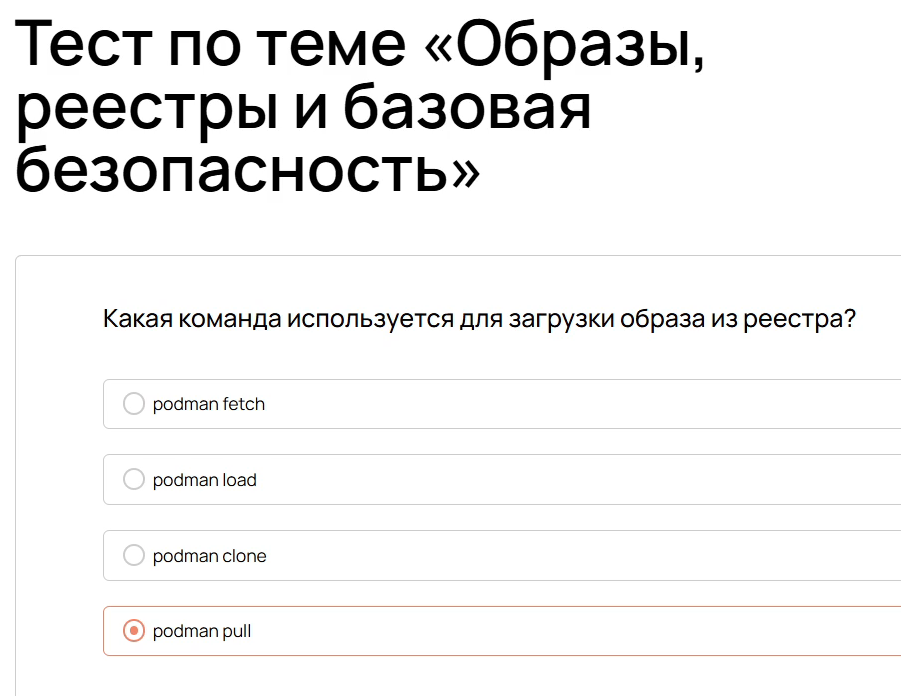 Тест по теме «Образы,
реестры и базовая
безопасность»
Какая команда используется для загрузки образа из реестра?
podman fetch
podman load
podman clone
podman pull